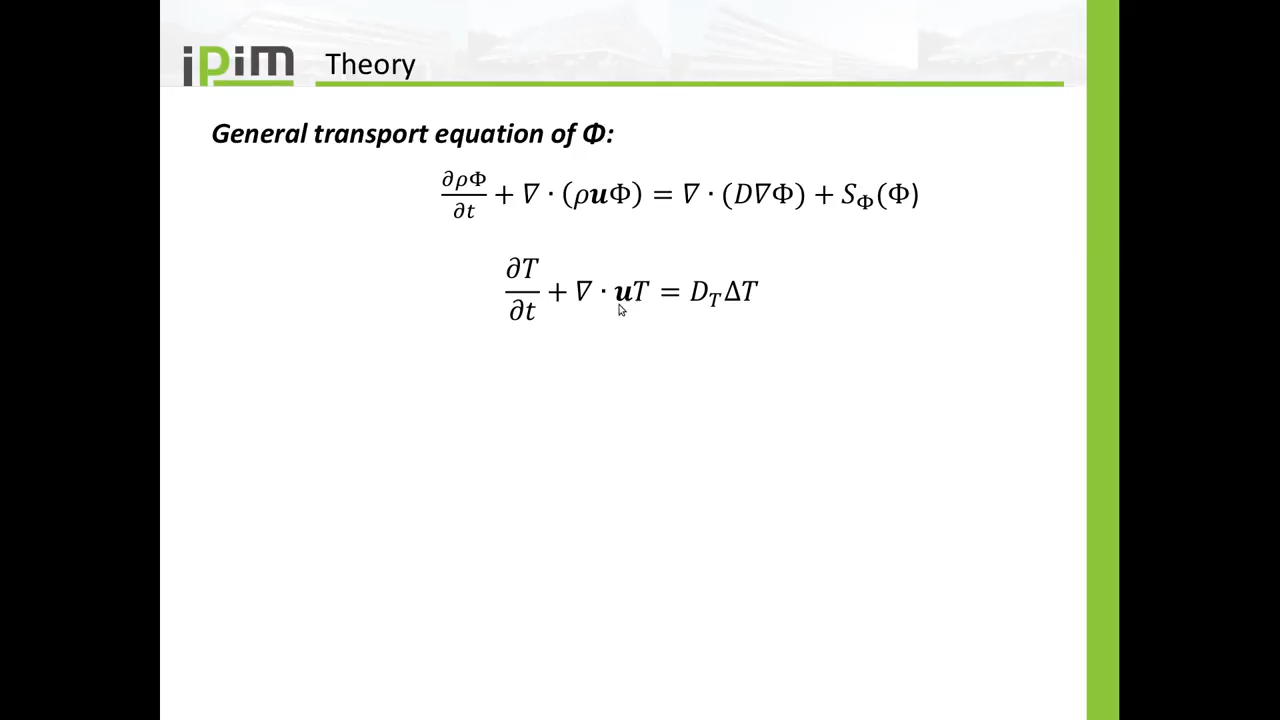 ipim
Theory
General transport equation of Φ:
∂ρΦ/∂t + ∇ · (ρuΦ) = ∇ · (D∇Φ) + S_Φ(Φ)
∂T/∂t + ∇ · uT = D_T ΔT